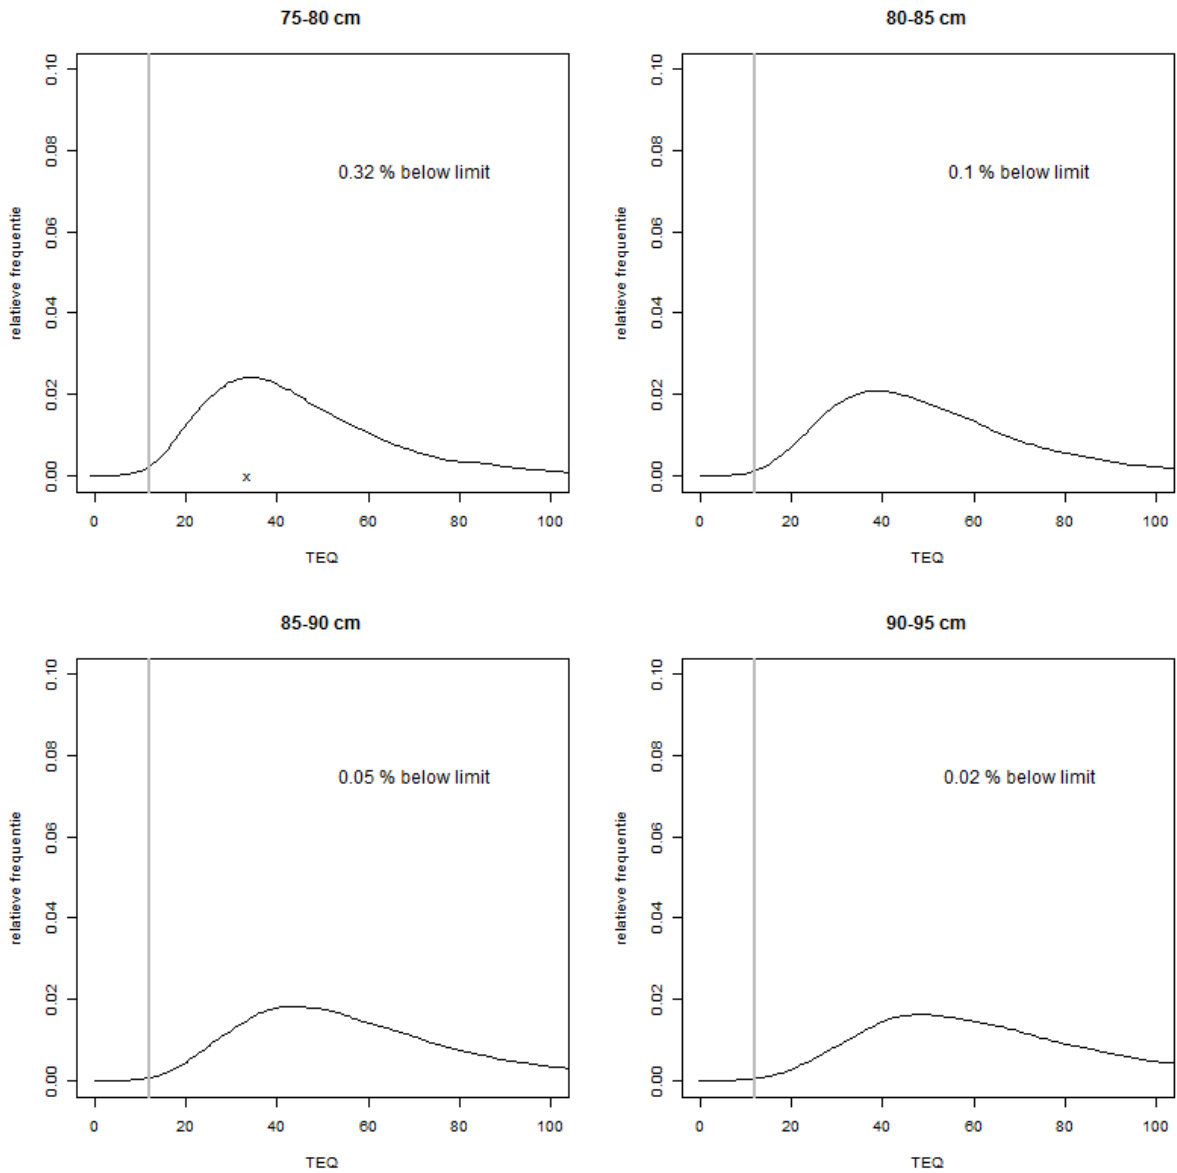 75-80 cm
relatieve frequentie
0.00 0.02 0.04 0.06 0.08 0.10
0.32 % below limit
x
0 20 40 60 80 100
TEQ
80-85 cm
relatieve frequentie
0.00 0.02 0.04 0.06 0.08 0.10
0.1 % below limit
0 20 40 60 80 100
TEQ
85-90 cm
relatieve frequentie
0.00 0.02 0.04 0.06 0.08 0.10
0.05 % below limit
0 20 40 60 80 100
TEQ
90-95 cm
relatieve frequentie
0.00 0.02 0.04 0.06 0.08 0.10
0.02 % below limit
0 20 40 60 80 100
TEQ